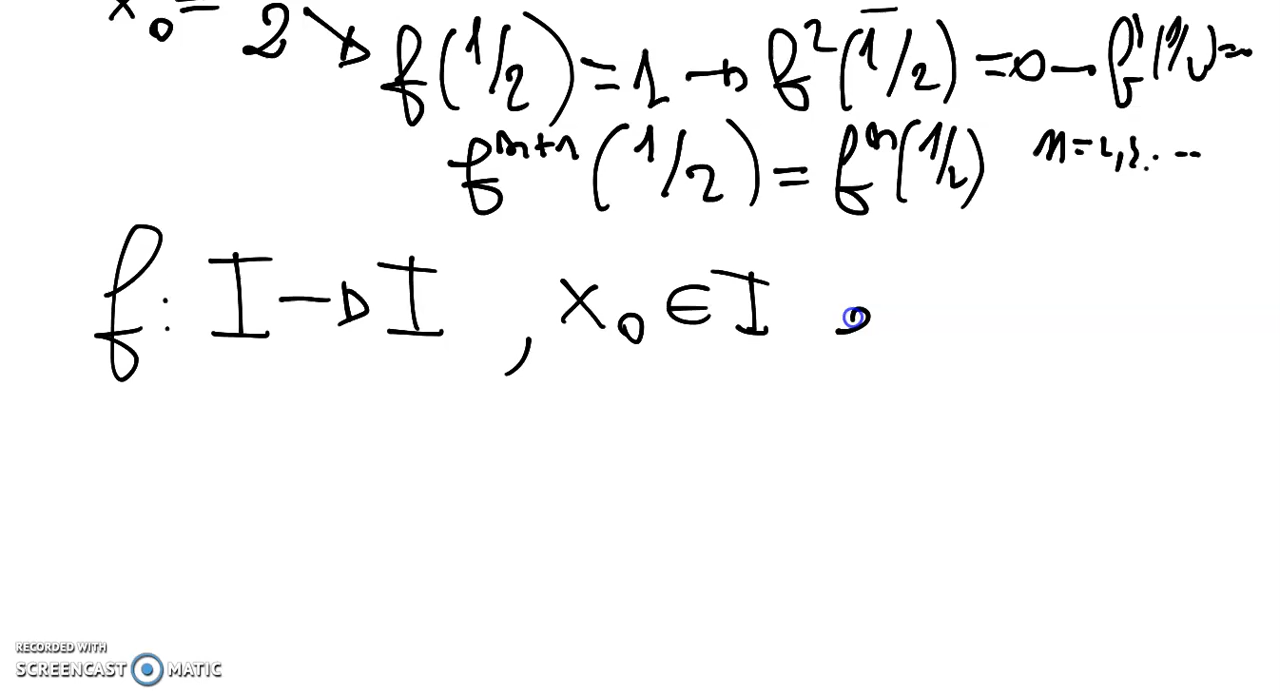 x₀ = 2 → f(1/2) = 1 → f²(1/2) = 0 → f³(1/2) =
fⁿ⁺¹(1/2) = fⁿ(1/2) n = 2, 3. ...
f: I → I , x₀ ∈ I
RECORDED WITH
SCREENCAST MATIC